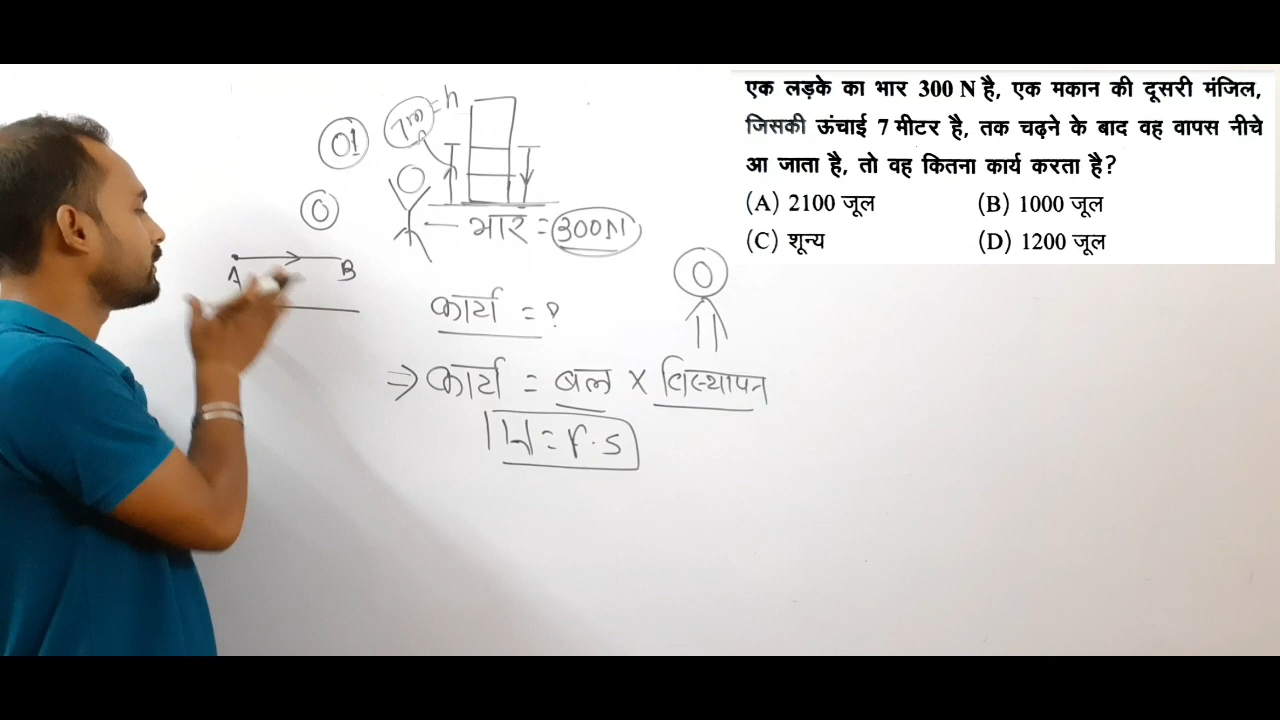 एक लड़के का भार 300 N है, एक मकान की दूसरी मंजिल,
जिसकी ऊंचाई 7 मीटर है, तक चढ़ने के बाद वह वापस नीचे
आ जाता है, तो वह कितना कार्य करता है?
(A) 2100 जूल (B) 1000 जूल
(C) शून्य (D) 1200 जूल
01
7m = h
0
भार = 300N
A B
0
कार्य = ?
⇒ कार्य = बल × विस्थापन
W = F.S